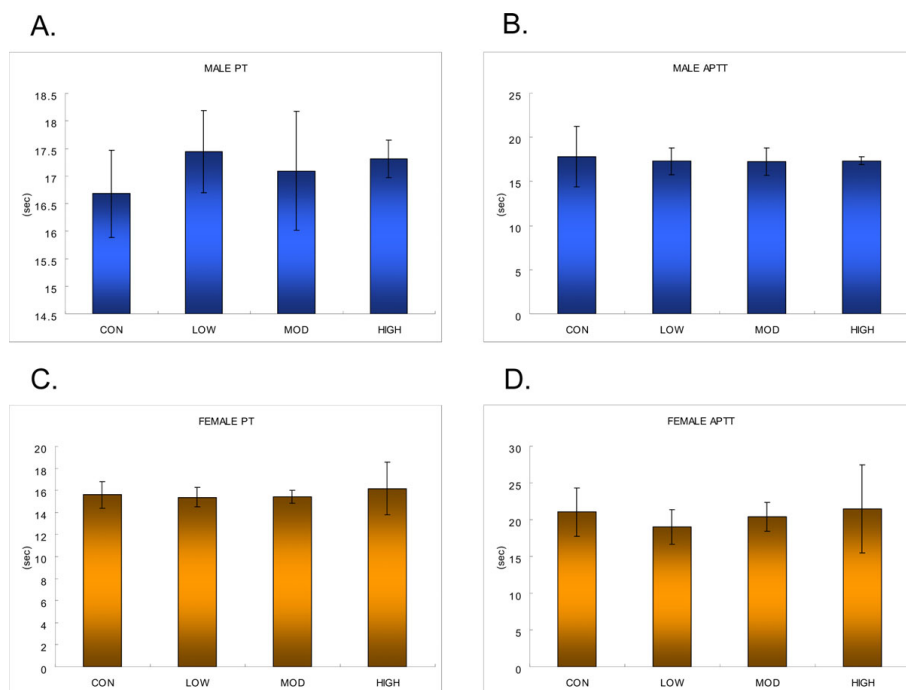 A.
MALE PT
18.5
18
17.5
17
16.5
16
15.5
15
14.5
(sec)
CON LOW MOD HIGH
B.
MALE APTT
25
20
15
10
5
0
(sec)
CON LOW MOD HIGH
C.
FEMALE PT
20
18
16
14
12
10
8
6
4
2
0
(sec)
CON LOW MOD HIGH
D.
FEMALE APTT
30
25
20
15
10
5
0
(sec)
CON LOW MOD HIGH